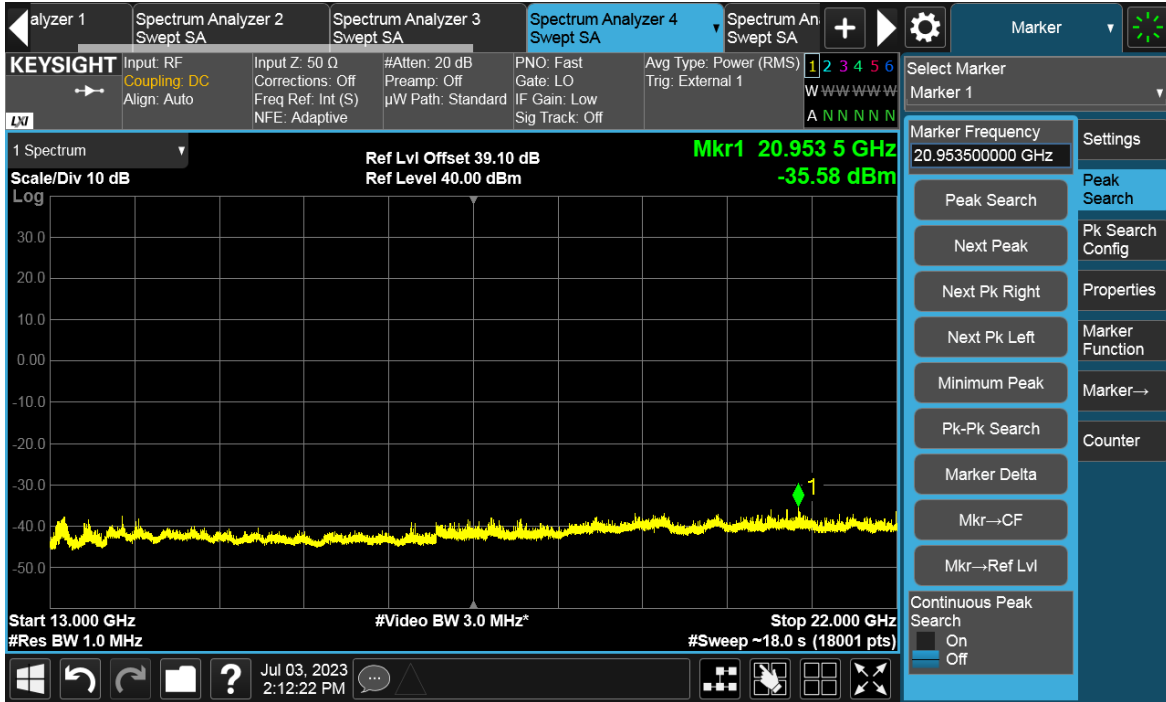 alyzer 1
Spectrum Analyzer 2
Swept SA
Spectrum Analyzer 3
Swept SA
Spectrum Analyzer 4
Swept SA
Spectrum An
Swept SA
Marker
KEYSIGHT
LXI
Input: RF
Coupling: DC
Align: Auto
Input Z: 50 Ω
Corrections: Off
Freq Ref: Int (S)
NFE: Adaptive
#Atten: 20 dB
Preamp: Off
µW Path: Standard
PNO: Fast
Gate: LO
IF Gain: Low
Sig Track: Off
Avg Type: Power (RMS)
Trig: External 1
1 2 3 4 5 6
W W W W W W
A N N N N N
Select Marker
Marker 1
1 Spectrum
Scale/Div 10 dB
Log
Ref Lvl Offset 39.10 dB
Ref Level 40.00 dBm
Mkr1 20.953 5 GHz
-35.58 dBm
30.0
20.0
10.0
0.00
-10.0
-20.0
-30.0
-40.0
-50.0
1
Start 13.000 GHz
#Res BW 1.0 MHz
#Video BW 3.0 MHz*
Stop 22.000 GHz
#Sweep ~18.0 s (18001 pts)
Marker Frequency
20.953500000 GHz
Peak Search
Next Peak
Next Pk Right
Next Pk Left
Minimum Peak
Pk-Pk Search
Marker Delta
Mkr→CF
Mkr→Ref Lvl
Continuous Peak
Search
On
Off
Settings
Peak
Search
Pk Search
Config
Properties
Marker
Function
Marker→
Counter
?
Jul 03, 2023
2:12:22 PM